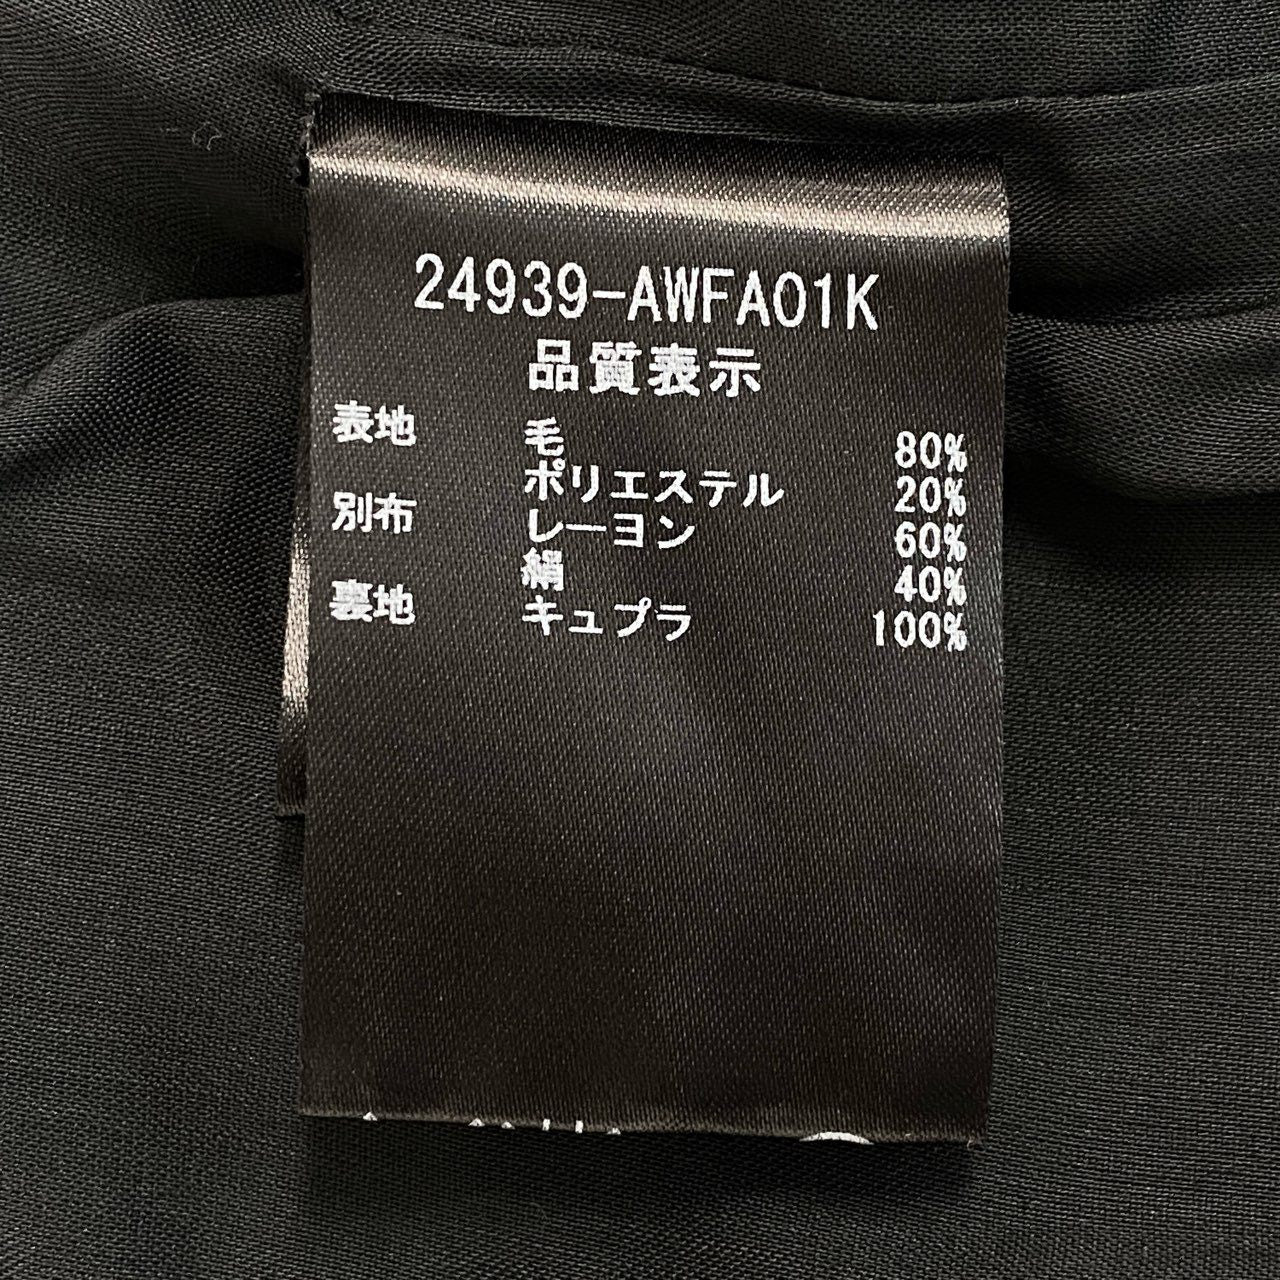 24939-AWFA01K
品質表示
表地 毛 80%
ポリエステル 20%
別布 レーヨン 60%
絹 40%
裏地 キュプラ 100%